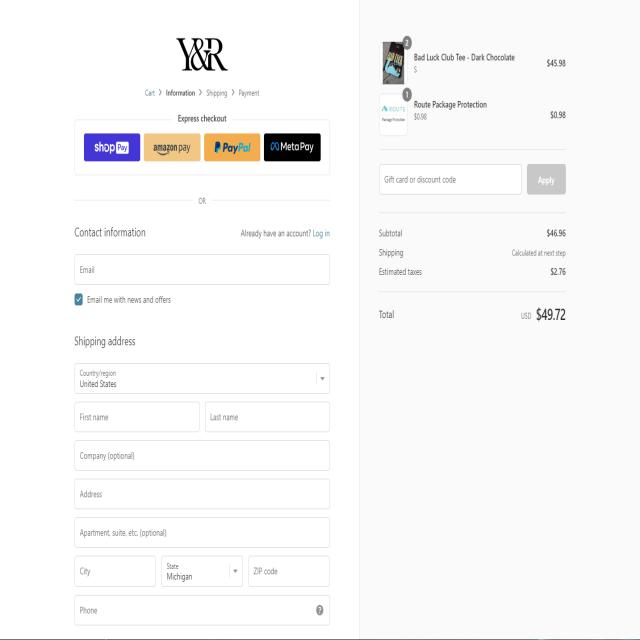 Y&R
Cart > Information > Shipping > Payment
Express checkout
shop Pay
amazon pay
PayPal
Meta Pay
OR
Contact information
Already have an account? Log in
Email
Email me with news and offers
Shipping address
Country/region
United States
First name
Last name
Company (optional)
Address
Apartment, suite, etc. (optional)
City
State
Michigan
ZIP code
Phone
?
2
Bad Luck Club Tee - Dark Chocolate
S
$45.98
1
ROUTE
Package Protection
Route Package Protection
$0.98
$0.98
Gift card or discount code
Apply
Subtotal
$46.96
Shipping
Calculated at next step
Estimated taxes
$2.76
Total
USD $49.72